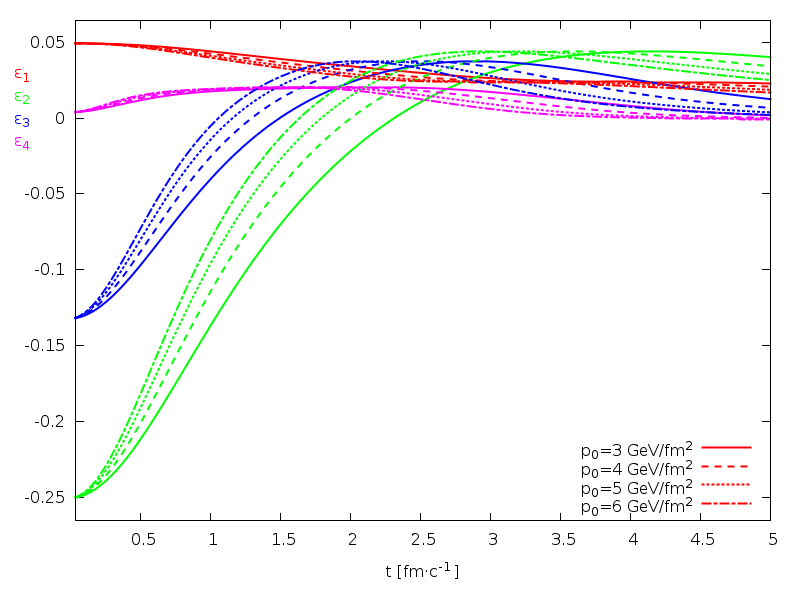 0.05
ε1
ε2
ε3
ε4
0
-0.05
-0.1
-0.15
-0.2
-0.25
p0=3 GeV/fm²
p0=4 GeV/fm²
p0=5 GeV/fm²
p0=6 GeV/fm²
0.5 1 1.5 2 2.5 3 3.5 4 4.5 5
t [fm·c⁻¹]